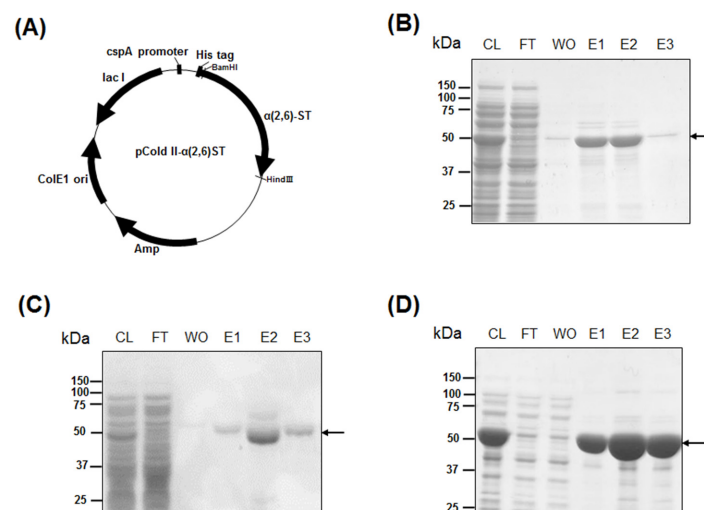 (A)
cspA promoter
His tag
BamHI
lac I
α(2,6)-ST
pCold II-α(2,6)ST
HindⅢ
ColE1 ori
Amp
(B)
kDa CL FT WO E1 E2 E3
150
100
75
50
37
25
(C)
kDa CL FT WO E1 E2 E3
150
100
75
50
37
25
(D)
kDa CL FT WO E1 E2 E3
150
100
75
50
37
25